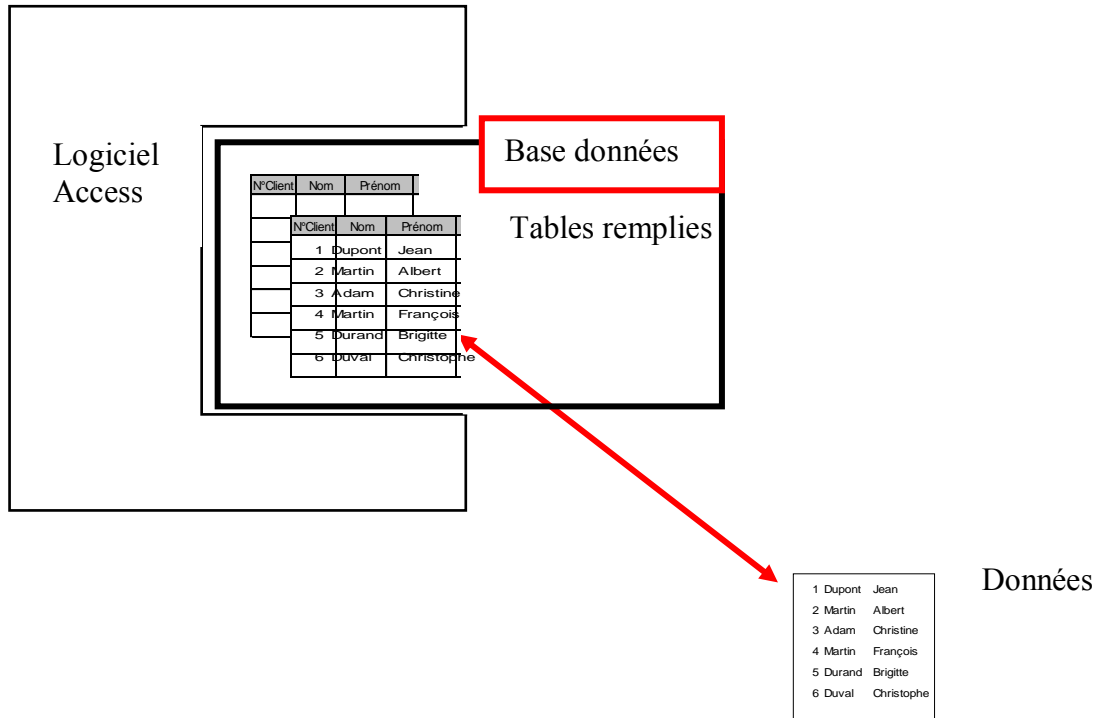 Logiciel
Access
Base données
Tables remplies
N°Client Nom Prénom
N°Client Nom Prénom
1 Dupont Jean
2 Martin Albert
3 Adam Christine
4 Martin François
5 Durand Brigitte
6 Duval Christophe
Données
1 Dupont Jean
2 Martin Albert
3 Adam Christine
4 Martin François
5 Durand Brigitte
6 Duval Christophe